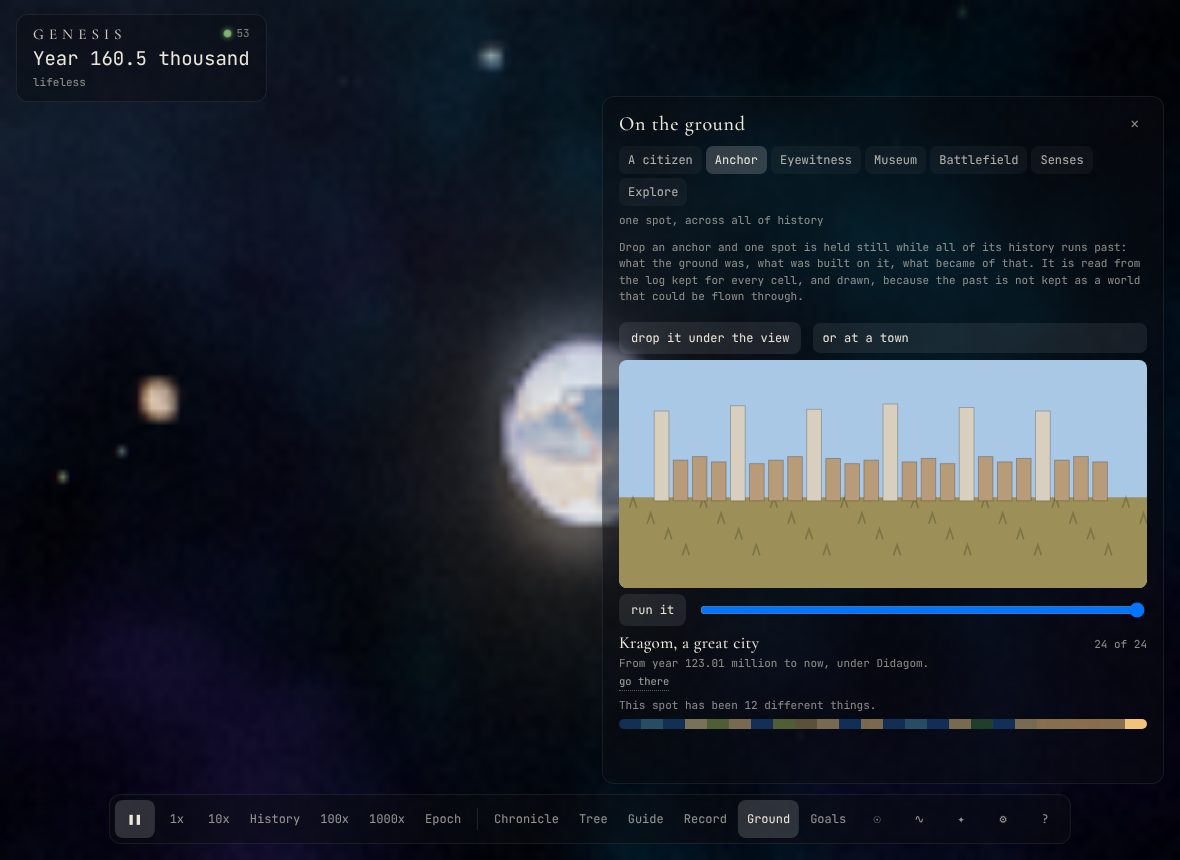 GENESIS
53
Year 160.5 thousand
lifeless
On the ground
×
A citizen Anchor Eyewitness Museum Battlefield Senses
Explore
one spot, across all of history
Drop an anchor and one spot is held still while all of its history runs past:
what the ground was, what was built on it, what became of that. It is read from
the log kept for every cell, and drawn, because the past is not kept as a world
that could be flown through.
drop it under the view or at a town
run it
Kragom, a great city 24 of 24
From year 123.01 million to now, under Didagom.
go there
This spot has been 12 different things.
1x 10x History 100x 1000x Epoch Chronicle Tree Guide Record Ground Goals ?